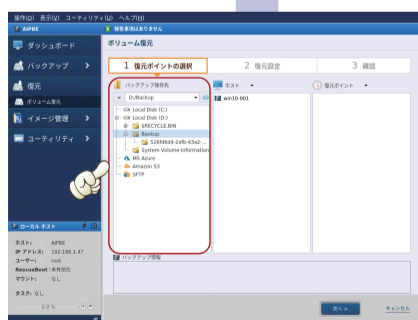 操作(O) 表示(V) ユーティリティ(U) ヘルプ(H)
AIPBE
警告事項はありません
ダッシュボード
バックアップ
復元
ボリューム復元
イメージ管理
ユーティリティ
ボリューム復元
1 復元ポイントの選択
2 復元設定
3 確認
バックアップ保存先
ホスト
復元ポイント
D:/Backup
Local Disk (C:)
Local Disk (D:)
$RECYCLE.BIN
Backup
528fd6d4-2afb-43a2-...
System Volume Information
MS Azure
Amazon S3
SFTP
win10-001
バックアップ情報
ローカル ホスト
ホスト: AIPBE
IP アドレス: 192.168.1.47
ユーザー: root
RescueBoot: 未有効化
マウント: なし
タスク: なし
0.0 %
次へ >
キャンセル